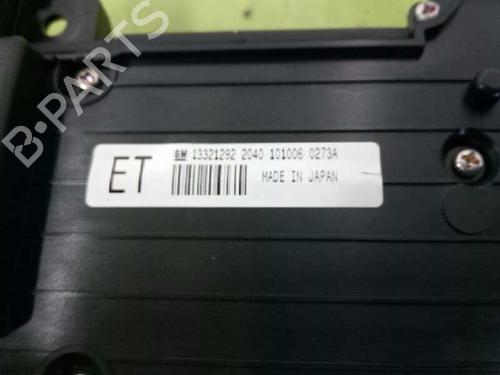 B-PARTS
GM 13321292 2040 101006 0273A
ET MADE IN JAPAN